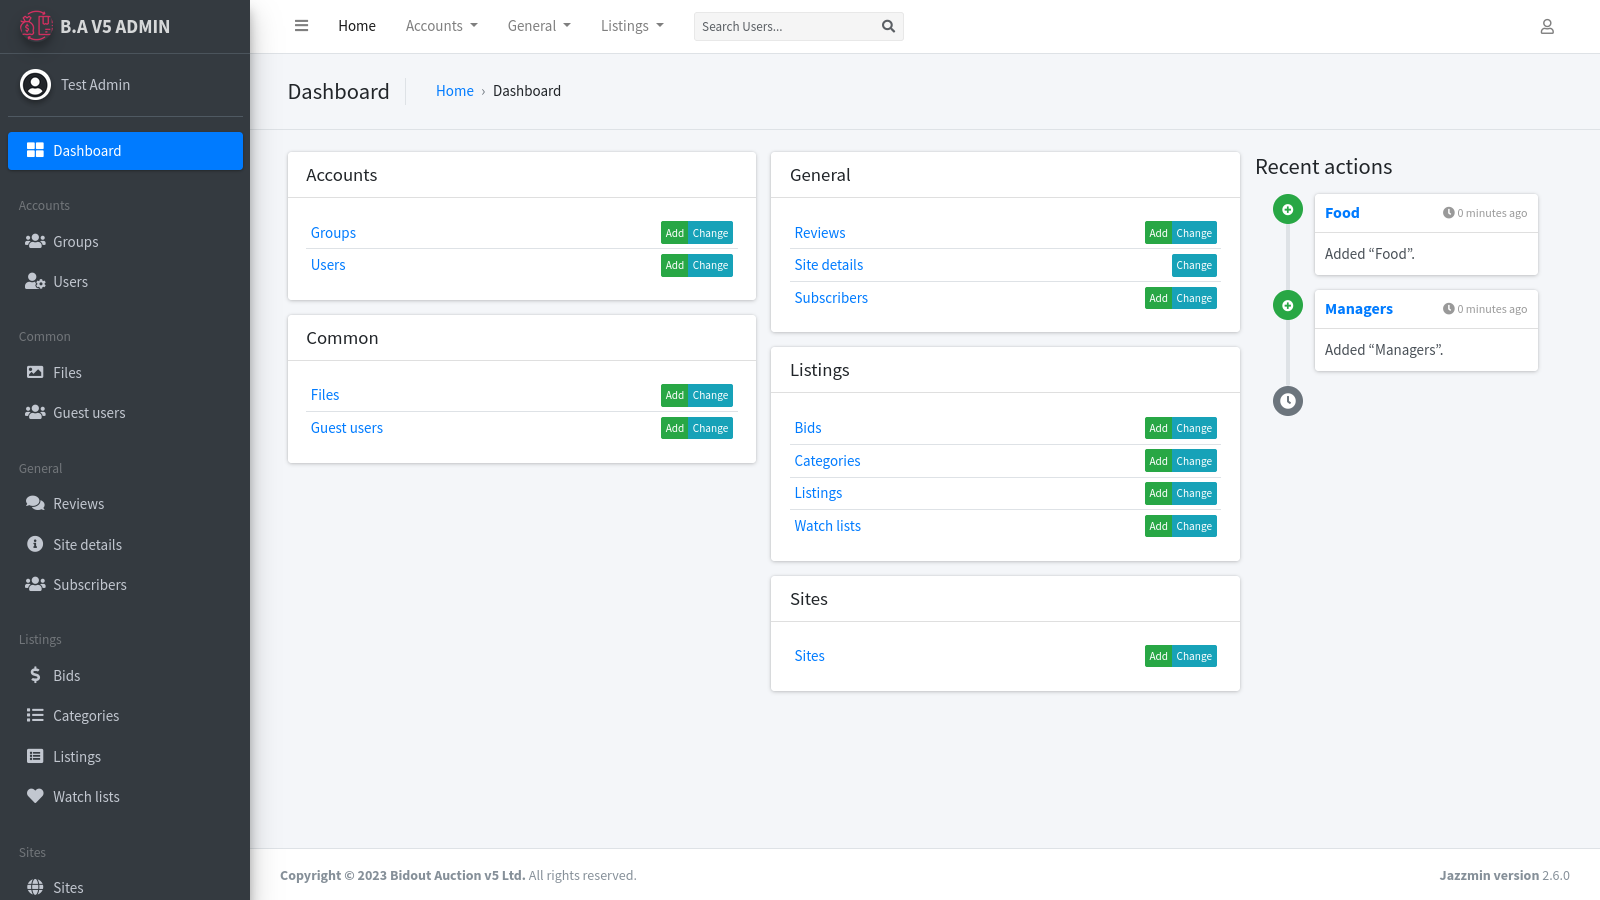 B.A V5 ADMIN
Test Admin
Dashboard
Accounts
Groups
Users
Common
Files
Guest users
General
Reviews
Site details
Subscribers
Listings
Bids
Categories
Listings
Watch lists
Sites
Sites
Home Accounts General Listings Search Users...
Dashboard Home › Dashboard
Accounts
Groups Add Change
Users Add Change
Common
Files Add Change
Guest users Add Change
General
Reviews Add Change
Site details Change
Subscribers Add Change
Listings
Bids Add Change
Categories Add Change
Listings Add Change
Watch lists Add Change
Sites
Sites Add Change
Recent actions
Food 0 minutes ago
Added “Food”.
Managers 0 minutes ago
Added “Managers”.
Copyright © 2023 Bidout Auction v5 Ltd. All rights reserved.
Jazzmin version 2.6.0